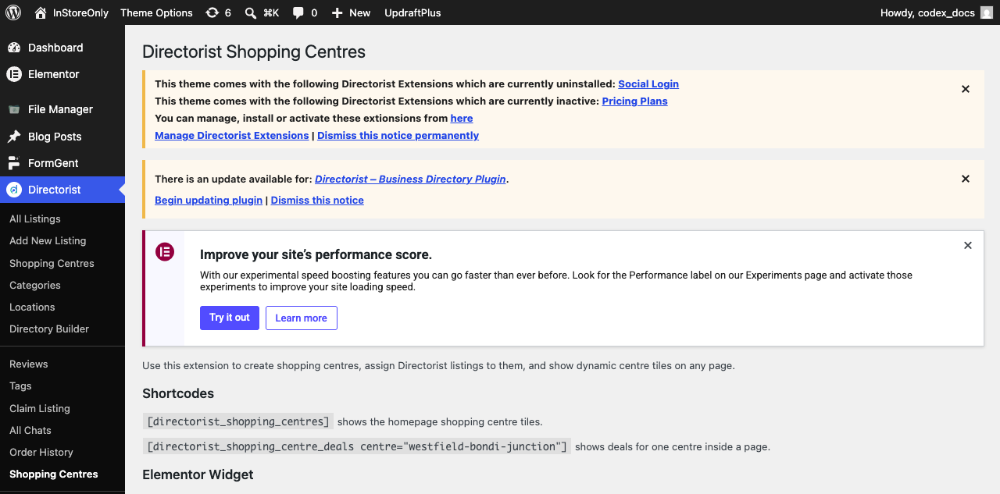 InStoreOnly Theme Options 6 ⌘K 0 New UpdraftPlus Howdy, codex_docs
Dashboard
Elementor
File Manager
Blog Posts
FormGent
Directorist
All Listings
Add New Listing
Shopping Centres
Categories
Locations
Directory Builder
Reviews
Tags
Claim Listing
All Chats
Order History
Shopping Centres
Directorist Shopping Centres
This theme comes with the following Directorist Extensions which are currently uninstalled: Social Login
This theme comes with the following Directorist Extensions which are currently inactive: Pricing Plans
You can manage, install or activate these extionsions from here
Manage Directorist Extensions | Dismiss this notice permanently
There is an update available for: Directorist – Business Directory Plugin.
Begin updating plugin | Dismiss this notice
Improve your site’s performance score.
With our experimental speed boosting features you can go faster than ever before. Look for the Performance label on our Experiments page and activate those
experiments to improve your site loading speed.
Try it out Learn more
Use this extension to create shopping centres, assign Directorist listings to them, and show dynamic centre tiles on any page.
Shortcodes
[directorist_shopping_centres] shows the homepage shopping centre tiles.
[directorist_shopping_centre_deals centre="westfield-bondi-junction"] shows deals for one centre inside a page.
Elementor Widget